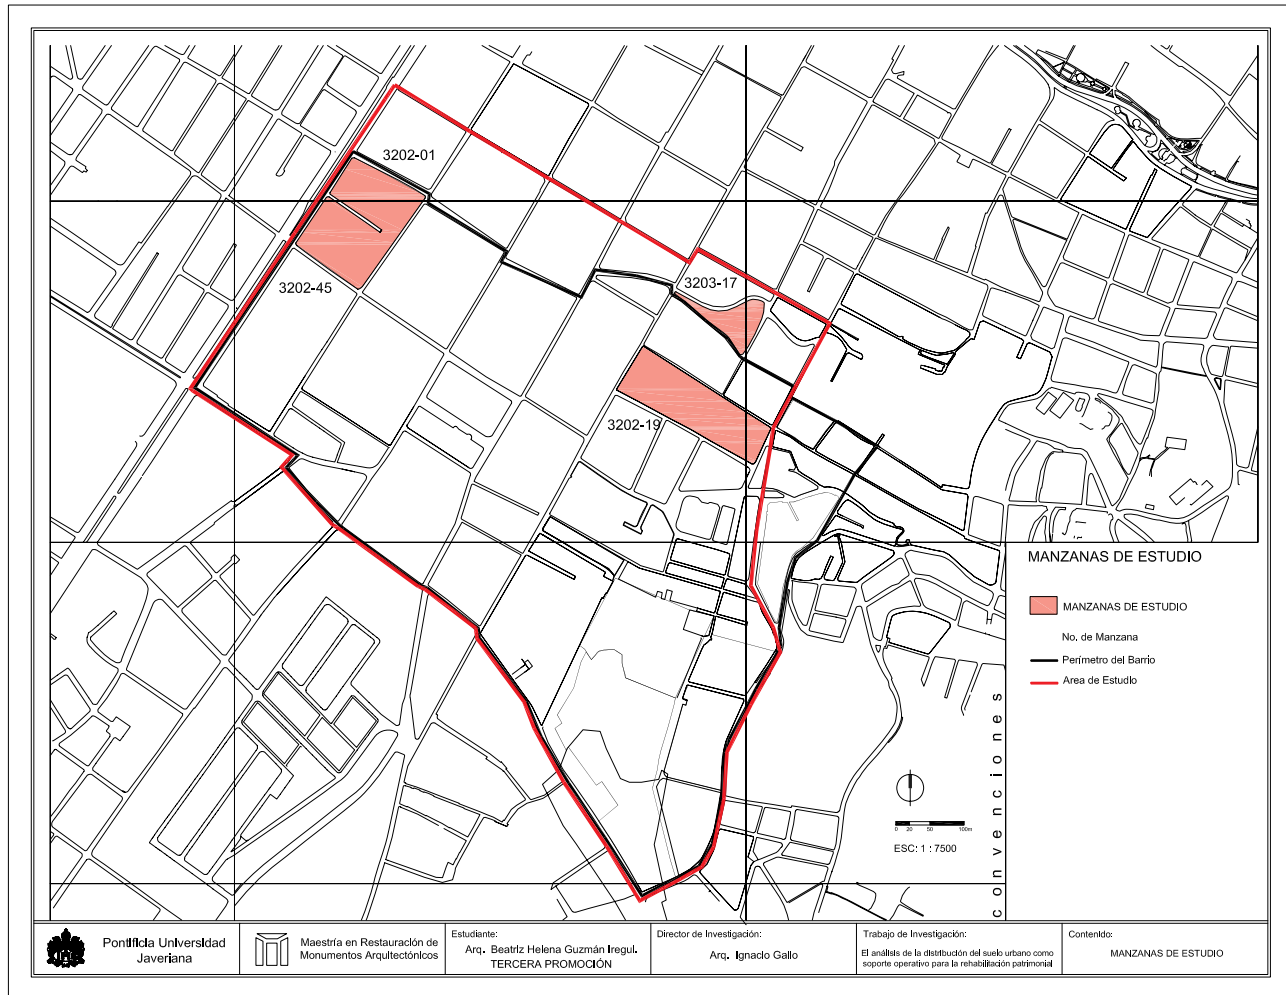 3202-01
3202-45
3203-17
3202-19
MANZANAS DE ESTUDIO
MANZANAS DE ESTUDIO
No. de Manzana
Perímetro del Barrio
Area de Estudio
convenciones
0 20 50 100m
ESC: 1 : 7500
Pontificia Universidad
Javeriana
Maestría en Restauración de
Monumentos Arquitectónicos
Estudiante:
Arq. Beatriz Helena Guzmán Iregui.
TERCERA PROMOCIÓN
Director de Investigación:
Arq. Ignacio Gallo
Trabajo de Investigación:
El análisis de la distribución del suelo urbano como
soporte operativo para la rehabilitación patrimonial
Contenido:
MANZANAS DE ESTUDIO